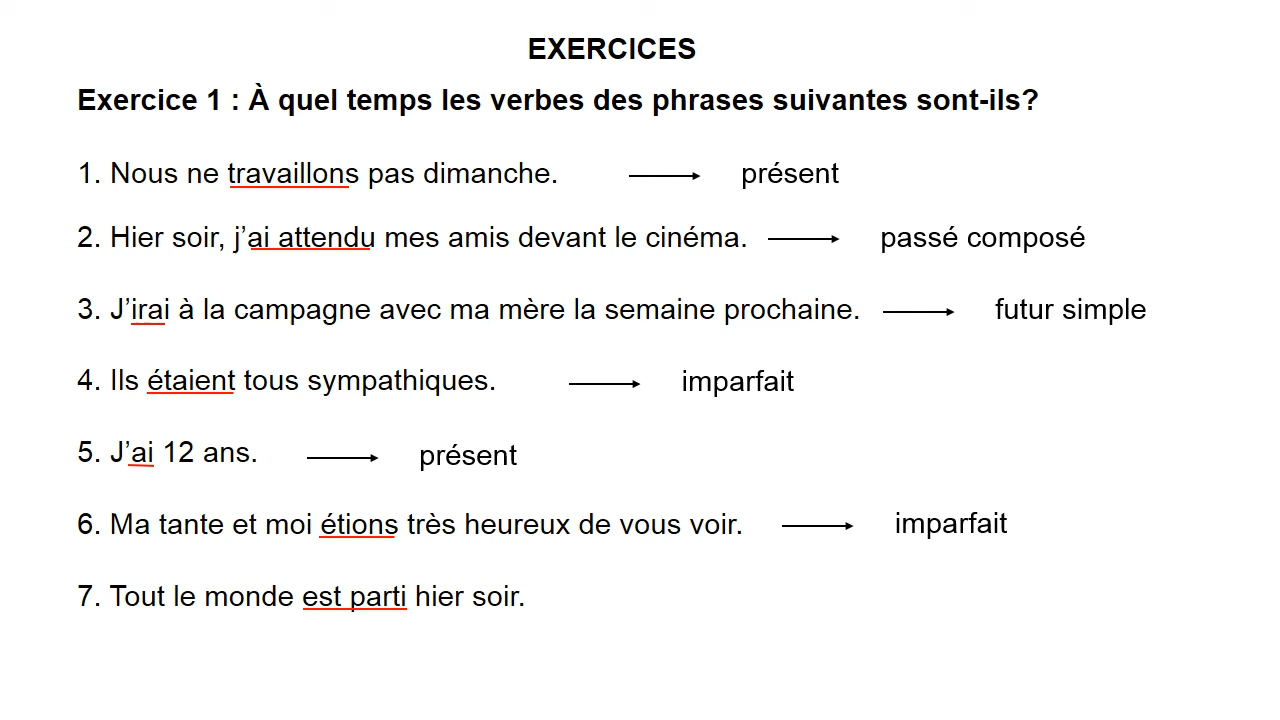 EXERCICES
Exercice 1 : À quel temps les verbes des phrases suivantes sont-ils?
1. Nous ne travaillons pas dimanche. présent
2. Hier soir, j’ai attendu mes amis devant le cinéma. passé composé
3. J’irai à la campagne avec ma mère la semaine prochaine. futur simple
4. Ils étaient tous sympathiques. imparfait
5. J’ai 12 ans. présent
6. Ma tante et moi étions très heureux de vous voir. imparfait
7. Tout le monde est parti hier soir.